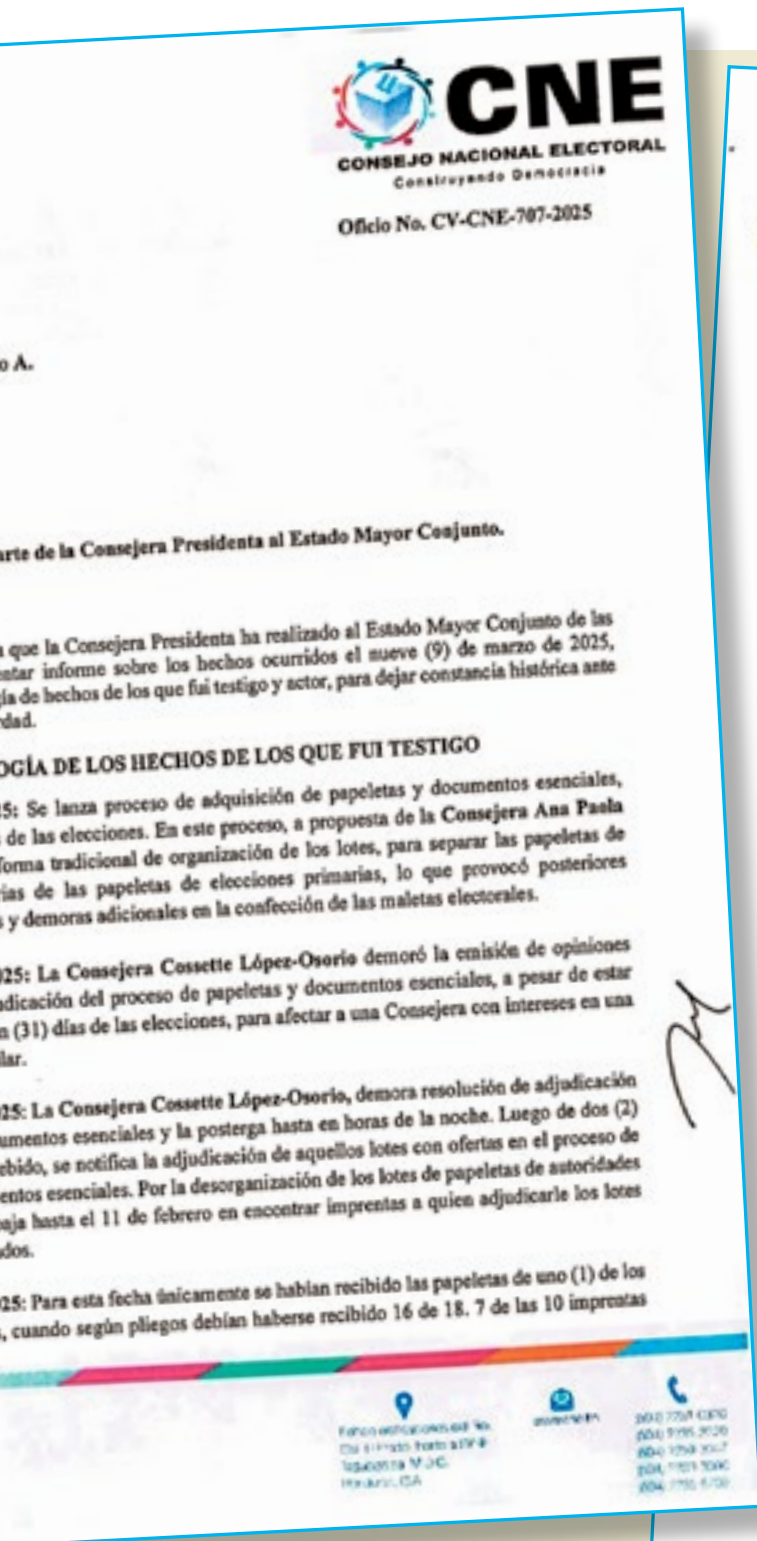 CNE
CONSEJO NACIONAL ELECTORAL
Construyendo Democracia
Oficio No. CV-CNE-707-2025
o A.
arte de la Consejera Presidenta al Estado Mayor Conjunto.
que la Consejera Presidenta ha realizado al Estado Mayor Conjunto de las
entar informe sobre los hechos ocurridos el nueve (9) de marzo de 2025,
gía de hechos de los que fui testigo y actor, para dejar constancia histórica ante
rdad.
OGÍA DE LOS HECHOS DE LOS QUE FUI TESTIGO
25: Se lanza proceso de adquisición de papeletas y documentos esenciales,
s de las elecciones. En este proceso, a propuesta de la Consejera Ana Paola
forma tradicional de organización de los lotes, para separar las papeletas de
rias de las papeletas de elecciones primarias, lo que provocó posteriores
s y demoras adicionales en la confección de las maletas electorales.
025: La Consejera Cossette López-Osorio demoró la emisión de opiniones
udicación del proceso de papeletas y documentos esenciales, a pesar de estar
n (31) días de las elecciones, para afectar a una Consejera con intereses en una
ular.
025: La Consejera Cossette López-Osorio, demora resolución de adjudicación
umentos esenciales y la posterga hasta en horas de la noche. Luego de dos (2)
ebido, se notifica la adjudicación de aquellos lotes con ofertas en el proceso de
entos esenciales. Por la desorganización de los lotes de papeletas de autoridades
baja hasta el 11 de febrero en encontrar imprentas a quien adjudicarle los lotes
ados.
025: Para esta fecha únicamente se habían recibido las papeletas de uno (1) de los
s, cuando según pliegos debían haberse recibido 16 de 18. 7 de las 10 imprentas